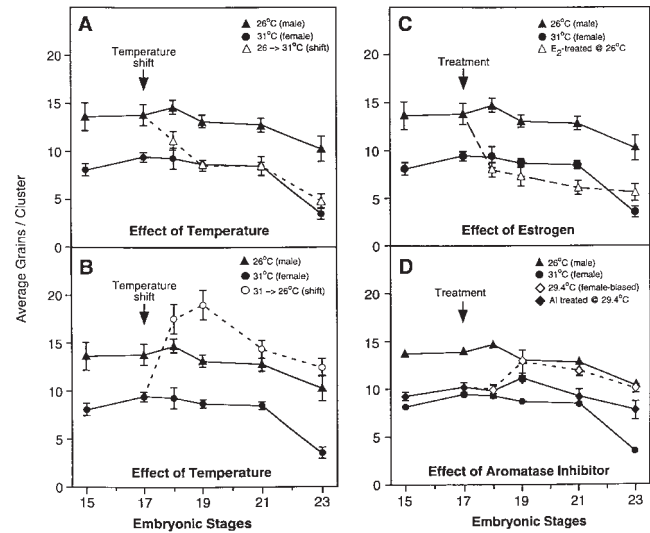 A
26°C (male)
31°C (female)
26 -> 31°C (shift)
Temperature
shift
25
20
15
10
5
0
Effect of Temperature
C
26°C (male)
31°C (female)
E2-treated @ 26°C
Treatment
25
20
15
10
5
0
Effect of Estrogen
Average Grains / Cluster
B
26°C (male)
31°C (female)
31 -> 26°C (shift)
Temperature
shift
20
15
10
5
0
Effect of Temperature
15 17 19 21 23
Embryonic Stages
D
26°C (male)
31°C (female)
29.4°C (female-biased)
AI treated @ 29.4°C
Treatment
20
15
10
5
0
Effect of Aromatase Inhibitor
15 17 19 21 23
Embryonic Stages